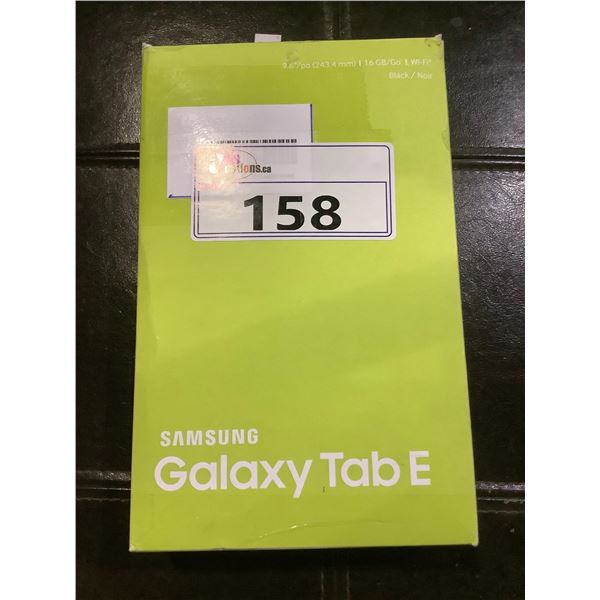 9.6"/po (243.4 mm) I 16 GB/Go I Wi-Fi®
Black / Noir
158
SAMSUNG
Galaxy Tab E